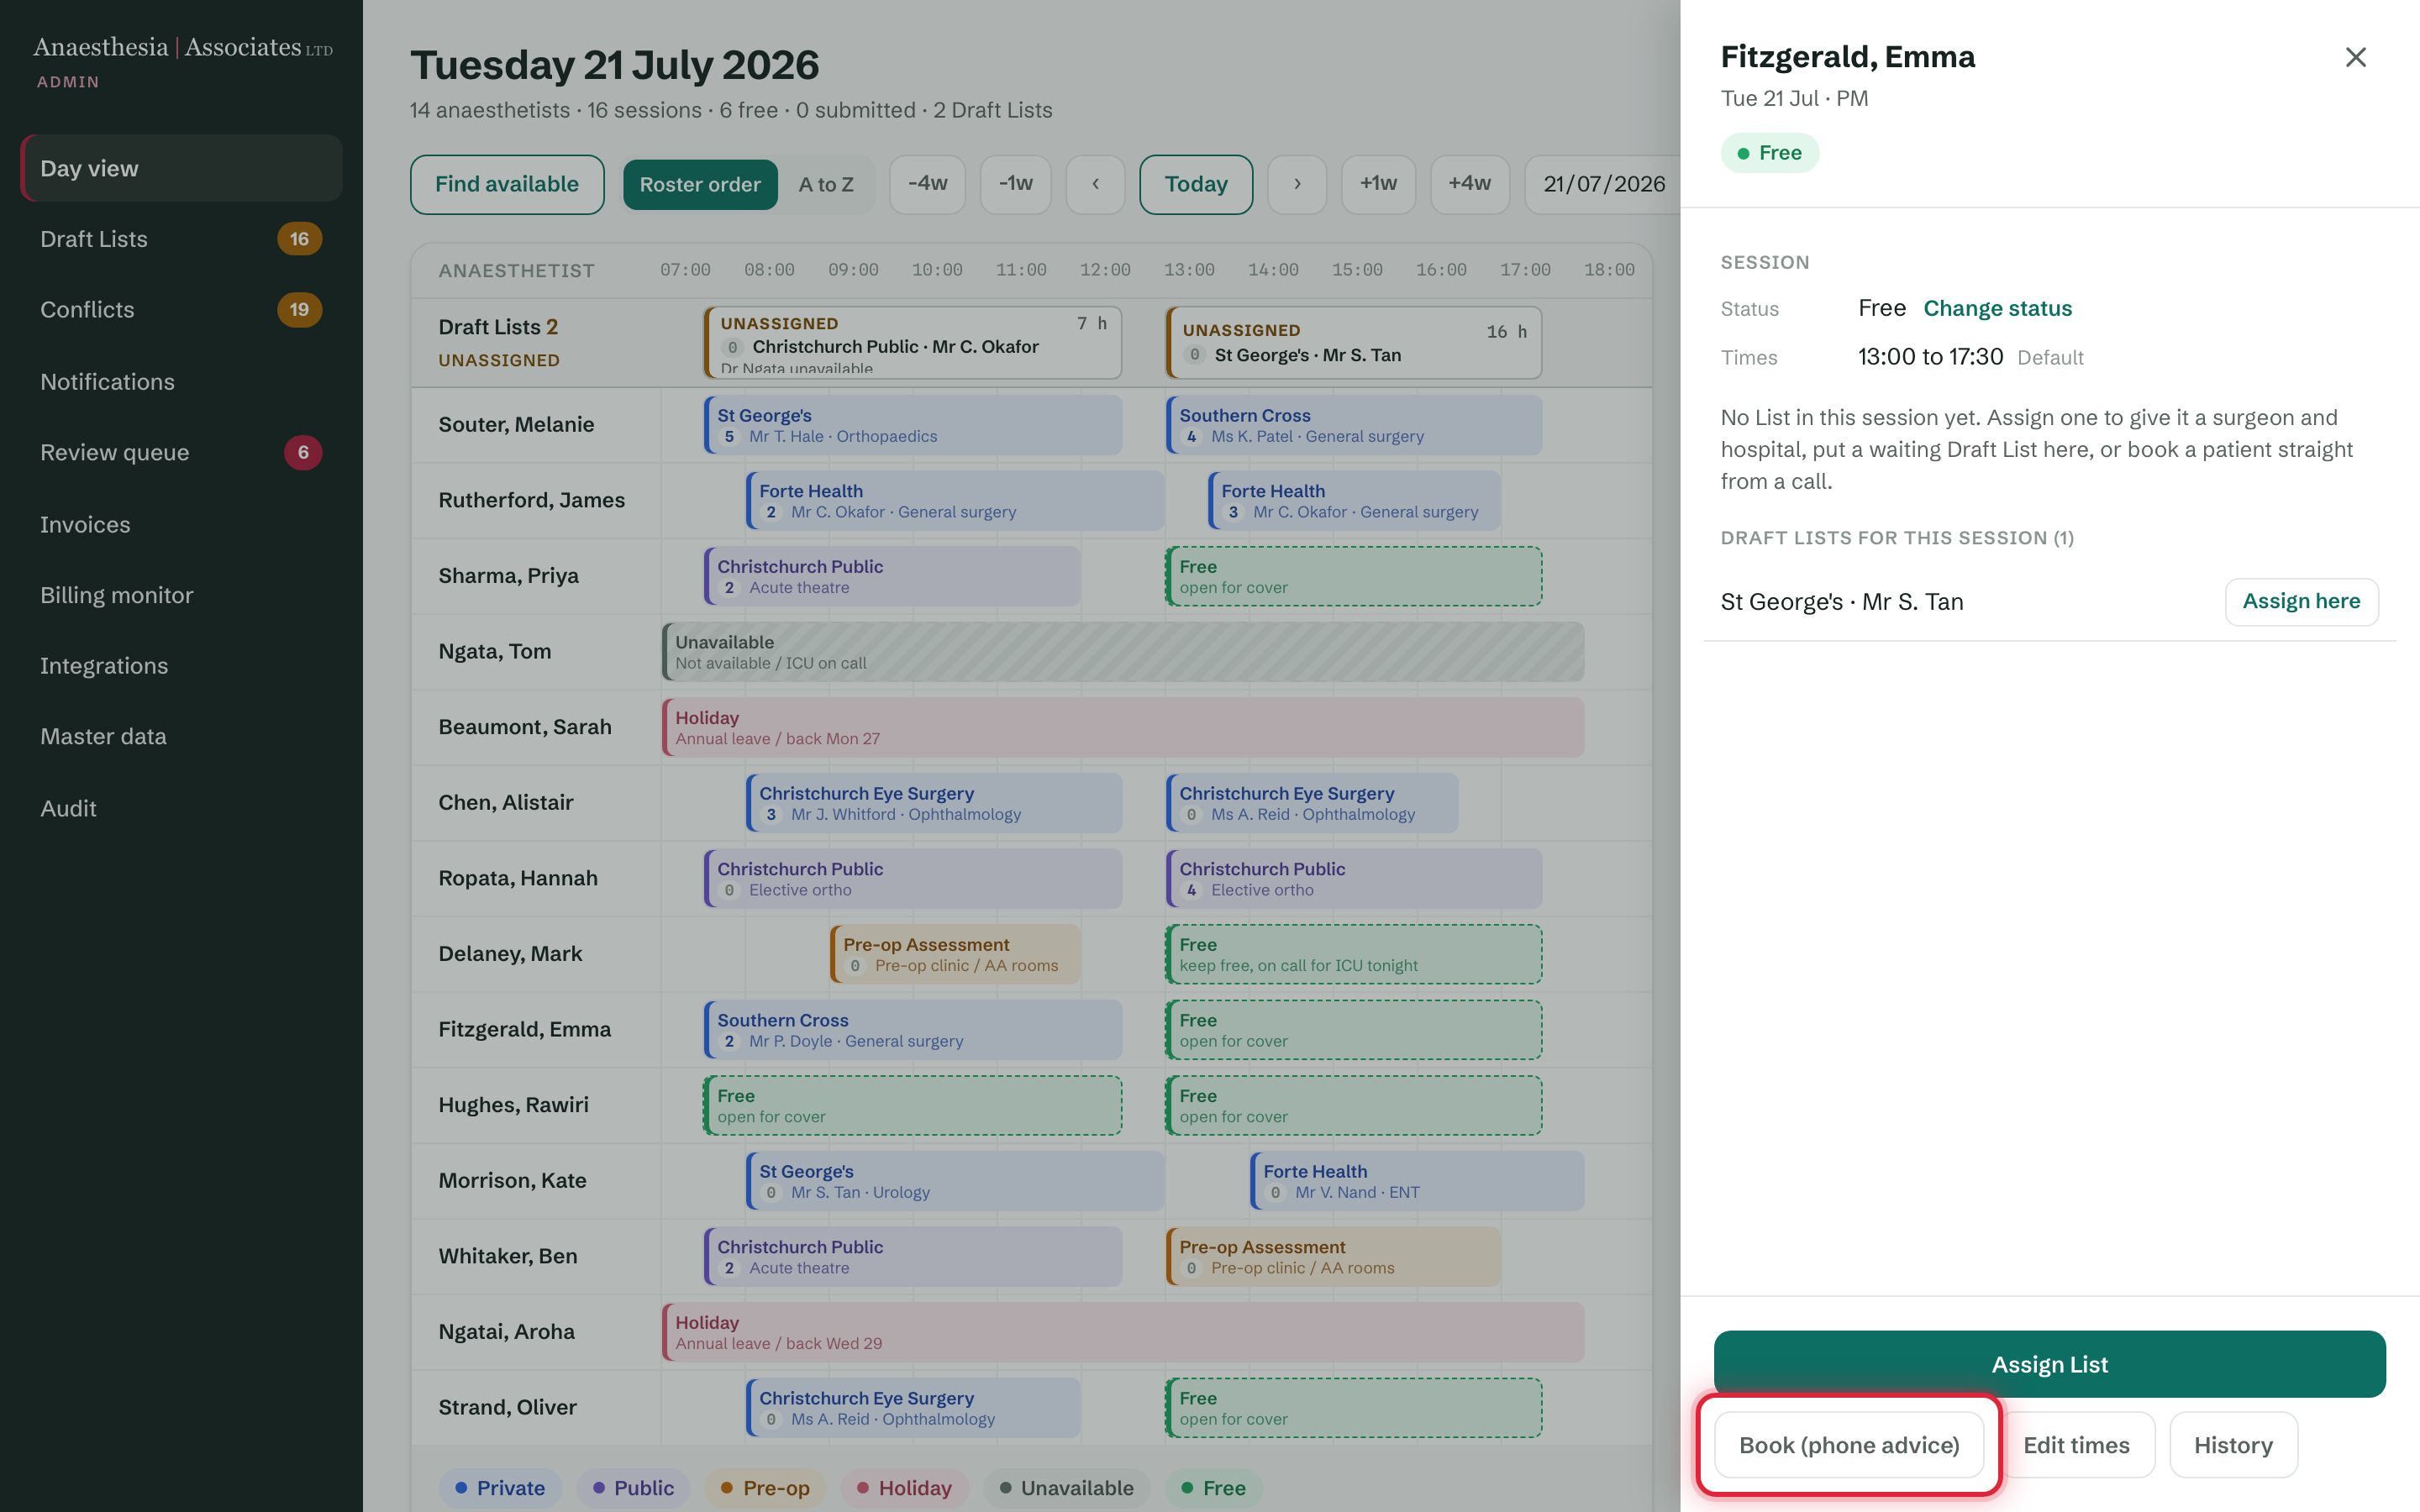 Anaesthesia | Associates LTD
ADMIN
Day view
Draft Lists 16
Conflicts 19
Notifications
Review queue 6
Invoices
Billing monitor
Integrations
Master data
Audit
Tuesday 21 July 2026
14 anaesthetists · 16 sessions · 6 free · 0 submitted · 2 Draft Lists
Find available Roster order A to Z -4w -1w ‹ Today › +1w +4w 21/07/2026
ANAESTHETIST 07:00 08:00 09:00 10:00 11:00 12:00 13:00 14:00 15:00 16:00 17:00 18:00
Draft Lists 2
UNASSIGNED
UNASSIGNED 7 h
0 Christchurch Public · Mr C. Okafor
Dr Ngata unavailable
UNASSIGNED 16 h
0 St George's · Mr S. Tan
Souter, Melanie
St George's
5 Mr T. Hale · Orthopaedics
Southern Cross
4 Ms K. Patel · General surgery
Rutherford, James
Forte Health
2 Mr C. Okafor · General surgery
Forte Health
3 Mr C. Okafor · General surgery
Sharma, Priya
Christchurch Public
2 Acute theatre
Free
open for cover
Ngata, Tom
Unavailable
Not available / ICU on call
Beaumont, Sarah
Holiday
Annual leave / back Mon 27
Chen, Alistair
Christchurch Eye Surgery
3 Mr J. Whitford · Ophthalmology
Christchurch Eye Surgery
0 Ms A. Reid · Ophthalmology
Ropata, Hannah
Christchurch Public
0 Elective ortho
Christchurch Public
4 Elective ortho
Delaney, Mark
Pre-op Assessment
0 Pre-op clinic / AA rooms
Free
keep free, on call for ICU tonight
Fitzgerald, Emma
Southern Cross
2 Mr P. Doyle · General surgery
Free
open for cover
Hughes, Rawiri
Free
open for cover
Free
open for cover
Morrison, Kate
St George's
0 Mr S. Tan · Urology
Forte Health
0 Mr V. Nand · ENT
Whitaker, Ben
Christchurch Public
2 Acute theatre
Pre-op Assessment
0 Pre-op clinic / AA rooms
Ngatai, Aroha
Holiday
Annual leave / back Wed 29
Strand, Oliver
Christchurch Eye Surgery
0 Ms A. Reid · Ophthalmology
Free
open for cover
Private Public Pre-op Holiday Unavailable Free
Fitzgerald, Emma
Tue 21 Jul · PM
Free
SESSION
Status Free Change status
Times 13:00 to 17:30 Default
No List in this session yet. Assign one to give it a surgeon and
hospital, put a waiting Draft List here, or book a patient straight
from a call.
DRAFT LISTS FOR THIS SESSION (1)
St George's · Mr S. Tan Assign here
Assign List
Book (phone advice) Edit times History